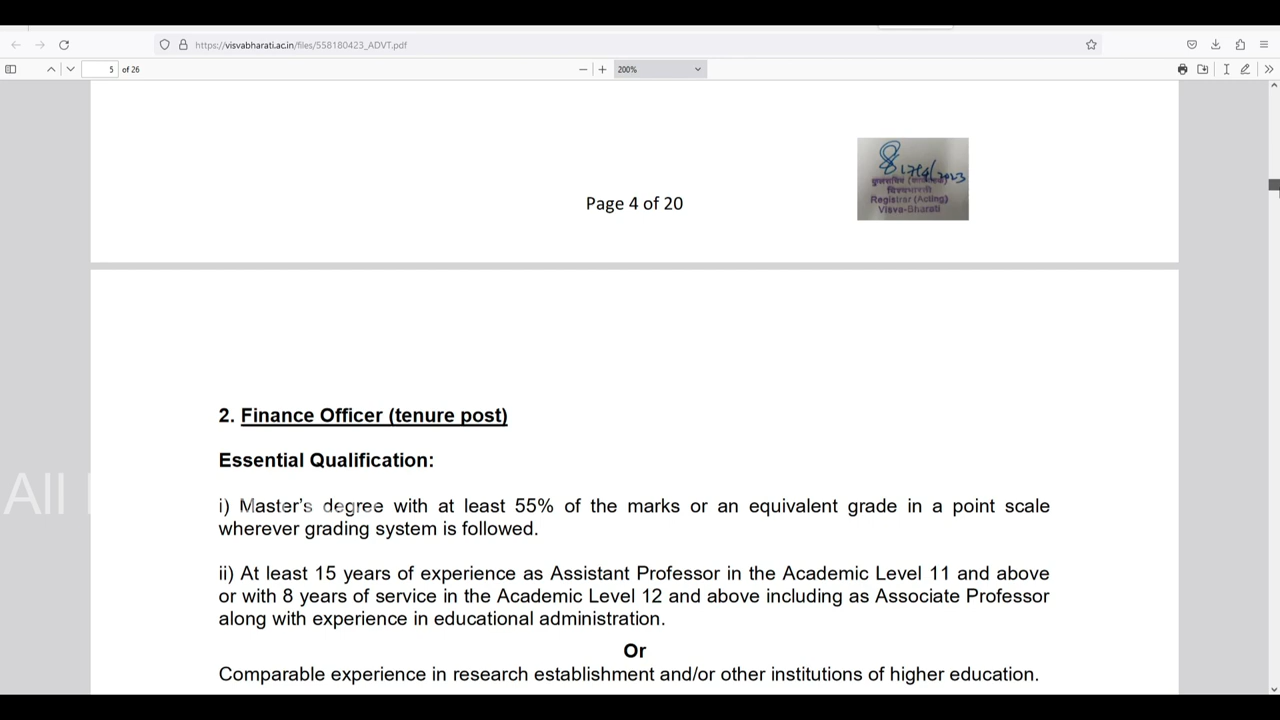 https://visvabharati.ac.in/files/558180423_ADVT.pdf
5 of 26
200%
विश्वभारती
Registrar (Acting)
Visva-Bharati
Page 4 of 20
2. Finance Officer (tenure post)
Essential Qualification:
All
i) Master's degree with at least 55% of the marks or an equivalent grade in a point scale
wherever grading system is followed.
ii) At least 15 years of experience as Assistant Professor in the Academic Level 11 and above
or with 8 years of service in the Academic Level 12 and above including as Associate Professor
along with experience in educational administration.
Or
Comparable experience in research establishment and/or other institutions of higher education.